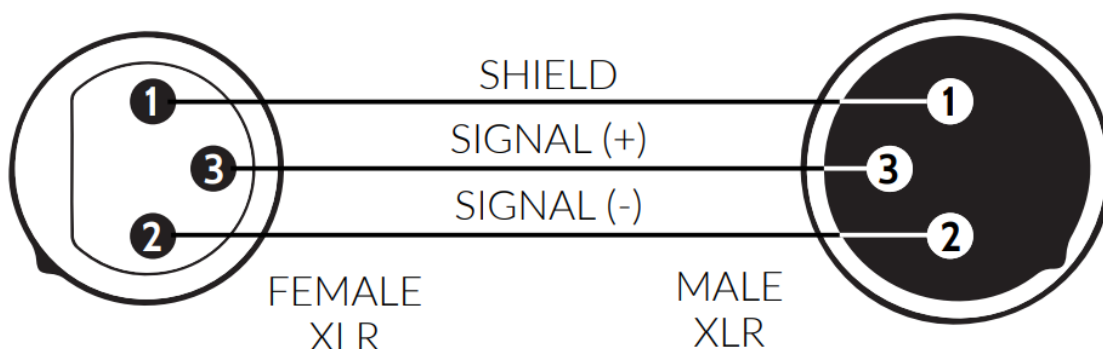 SHIELD
1 1
SIGNAL (+)
3 3
SIGNAL (-)
2 2
FEMALE MALE
XLR XLR